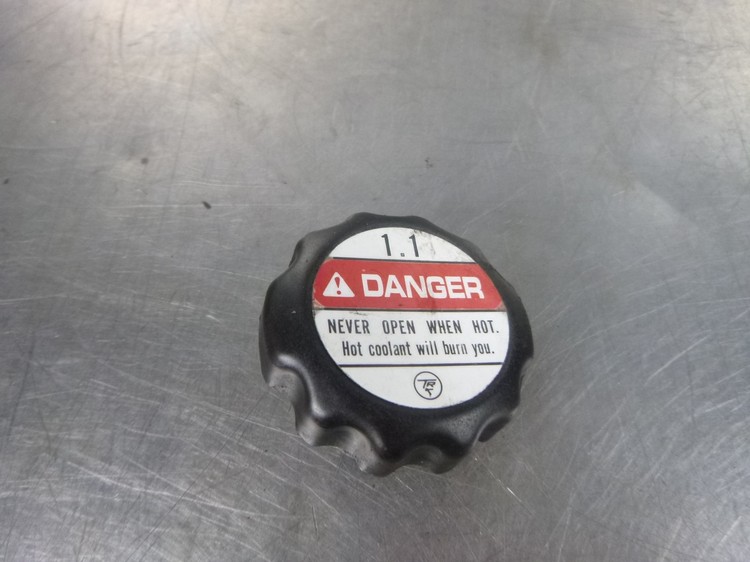 1.1
DANGER
NEVER OPEN WHEN HOT.
Hot coolant will burn you.